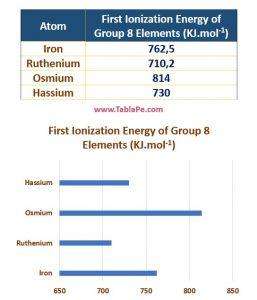 Atom
First Ionization Energy of
Group 8 Elements (KJ.mol⁻¹)
Iron 762,5
Ruthenium 710,2
Osmium 814
Hassium 730
www.TablaPe.com
First Ionization Energy of Group 8
Elements (KJ.mol⁻¹)
Hassium
Osmium
Ruthenium
Iron
650 700 750 800 850